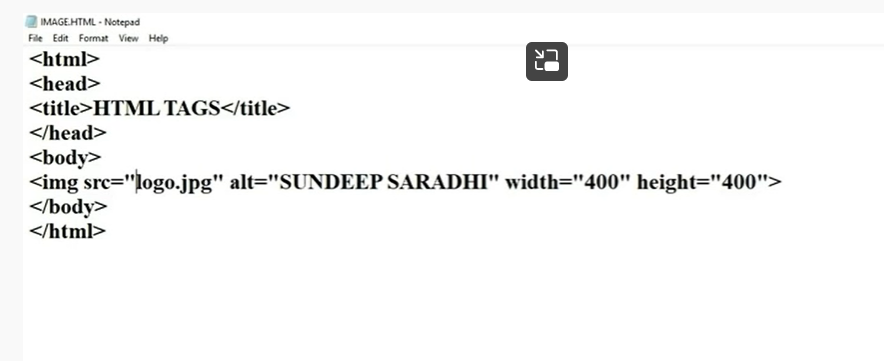 IMAGE.HTML - Notepad
File Edit Format View Help
<html>
<head>
<title>HTML TAGS</title>
</head>
<body>
<img src="logo.jpg" alt="SUNDEEP SARADHI" width="400" height="400">
</body>
</html>